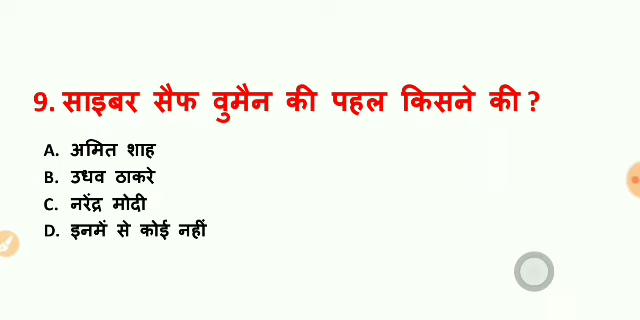 9. साइबर सैफ वुमैन की पहल किसने की ?
A. अमित शाह
B. उधव ठाकरे
C. नरेंद्र मोदी
D. इनमें से कोई नहीं